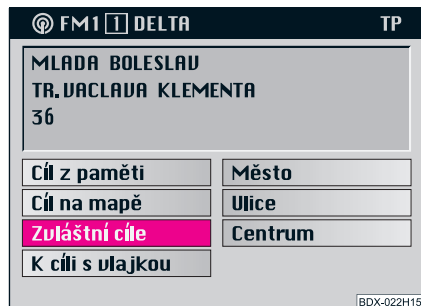 FM1 1 DELTA TP
MLADA BOLESLAV
TR. VACLAVA KLEMENTA
36
Cíl z paměti
Město
Cíl na mapě
Ulice
Zvláštní cíle
Centrum
K cíli s vlajkou
BDX-022H15